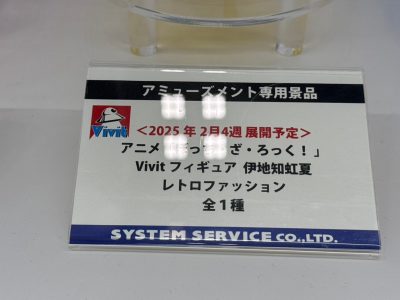 アミューズメント専用景品
Vivit
＜2025年2月4週 展開予定＞
アニメ ・ろっく！」
Vivit フィギュア 伊地知虹夏
レトロファッション
全1種
SYSTEM SERVICE CO.,LTD.